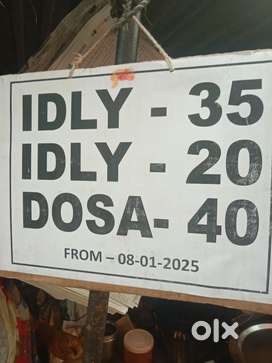 IDLY - 35
IDLY - 20
DOSA- 40
FROM – 08-01-2025
olx